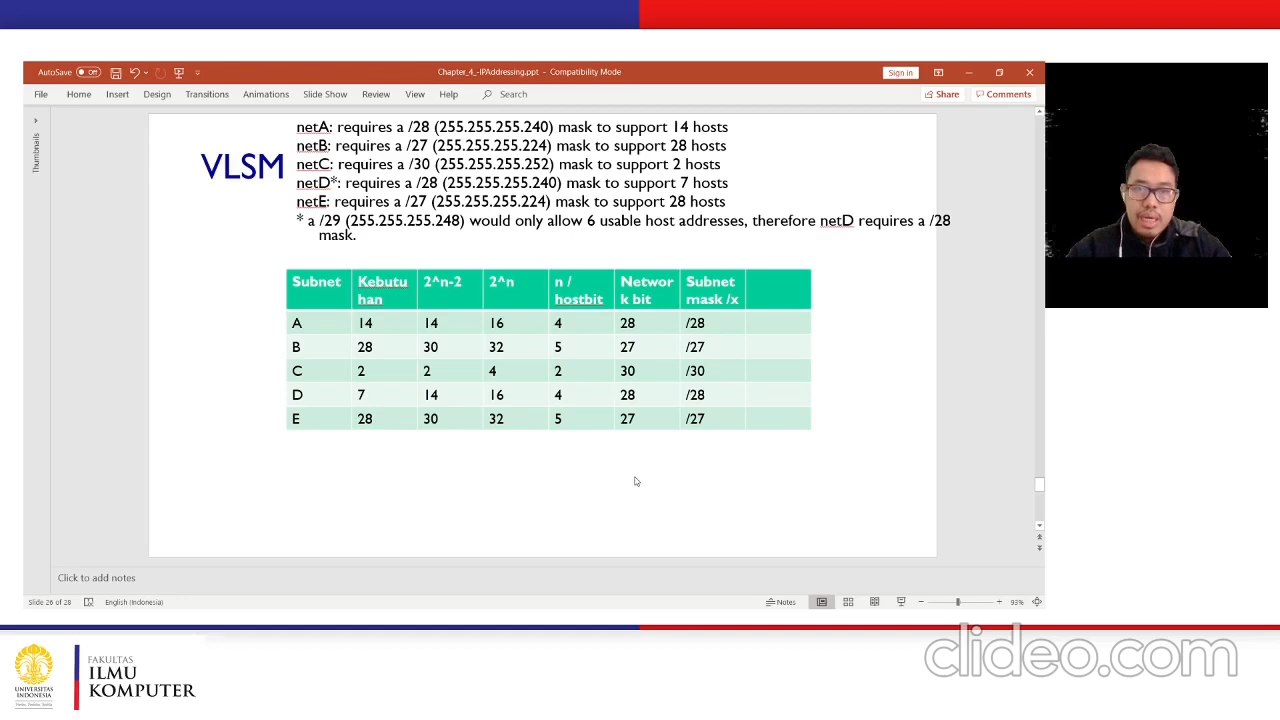 AutoSave Off
Chapter_4_-IPAddressing.ppt - Compatibility Mode
Sign in
File Home Insert Design Transitions Animations Slide Show Review View Help Search
Share Comments
Thumbnails
VLSM
netA: requires a /28 (255.255.255.240) mask to support 14 hosts
netB: requires a /27 (255.255.255.224) mask to support 28 hosts
netC: requires a /30 (255.255.255.252) mask to support 2 hosts
netD*: requires a /28 (255.255.255.240) mask to support 7 hosts
netE: requires a /27 (255.255.255.224) mask to support 28 hosts
* a /29 (255.255.255.248) would only allow 6 usable host addresses, therefore netD requires a /28
mask.
Subnet Kebutu 2^n-2 2^n n / Networ Subnet
han hostbit k bit mask /x
A 14 14 16 4 28 /28
B 28 30 32 5 27 /27
C 2 2 4 2 30 /30
D 7 14 16 4 28 /28
E 28 30 32 5 27 /27
Click to add notes
Slide 26 of 28 English (Indonesia) Notes 93%
UNIVERSITAS
INDONESIA
FAKULTAS
ILMU
KOMPUTER
clideo.com